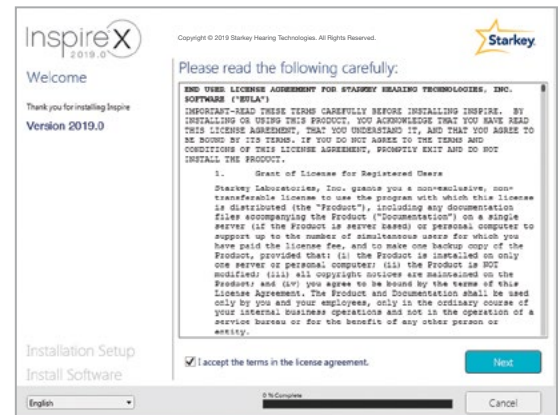 Inspire X
2019.0
Copyright © 2019 Starkey Hearing Technologies. All Rights Reserved.
Starkey
Welcome
Thank you for installing Inspire
Version 2019.0
Please read the following carefully:
END USER LICENSE AGREEMENT FOR STARKEY HEARING TECHNOLOGIES, INC.
SOFTWARE ("EULA")
IMPORTANT-READ THESE TERMS CAREFULLY BEFORE INSTALLING INSPIRE. BY
INSTALLING OR USING THIS PRODUCT, YOU ACKNOWLEDGE THAT YOU HAVE READ
THIS LICENSE AGREEMENT, THAT YOU UNDERSTAND IT, AND THAT YOU AGREE TO
BE BOUND BY ITS TERMS. IF YOU DO NOT AGREE TO THE TERMS AND
CONDITIONS OF THIS LICENSE AGREEMENT, PROMPTLY EXIT AND DO NOT
INSTALL THE PRODUCT.
1. Grant of License for Registered Users
Starkey Laboratories, Inc. grants you a non-exclusive, non-
transferable license to use the program with which this license
is distributed (the "Product"), including any documentation
files accompanying the Product ("Documentation") on a single
server (if the Product is server based) or personal computer to
support up to the number of simultaneous users for which you
have paid the license fee, and to make one backup copy of the
Product, provided that: (i) the Product is installed on only
one server or personal computer; (ii) the Product is NOT
modified; (iii) all copyright notices are maintained on the
Product; and (iv) you agree to be bound by the terms of this
License Agreement. The Product and Documentation shall be used
only by you and your employees, only in the ordinary course of
your internal business operations and not in the operation of a
service bureau or for the benefit of any other person or
entity.
Installation Setup
Install Software
I accept the terms in the license agreement.
Next
English
0 % Complete
Cancel